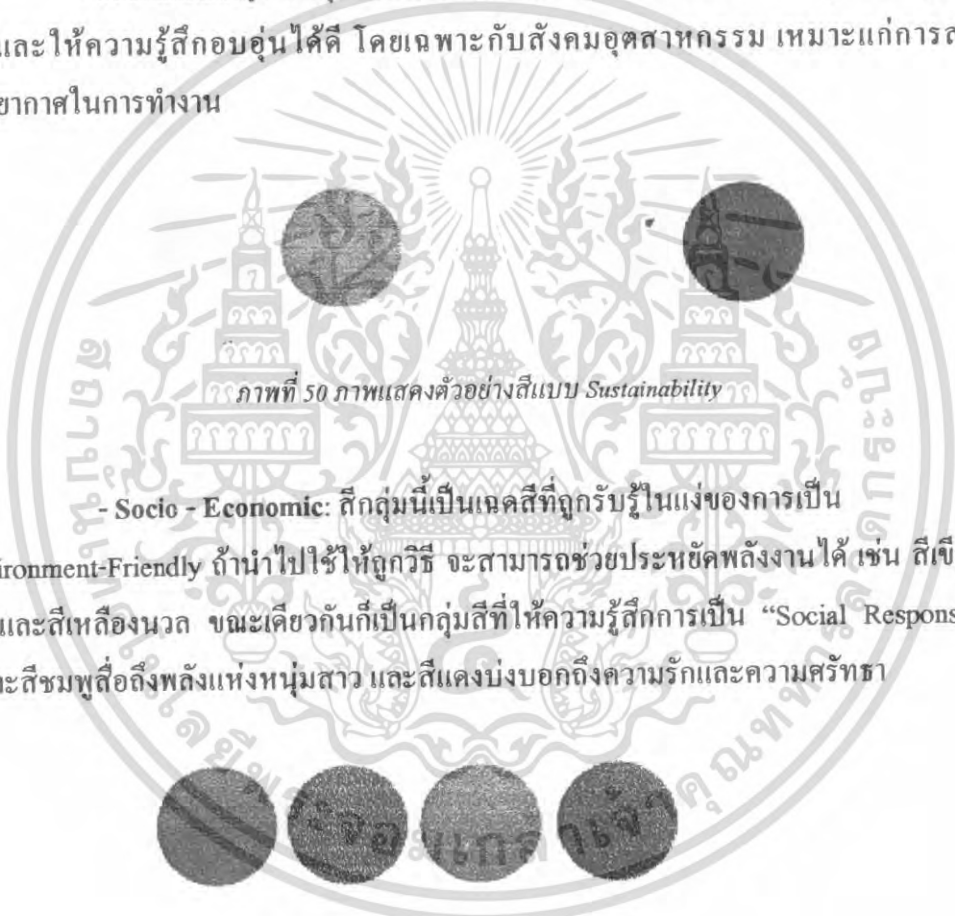 และให้ความรู้สึกอบอุ่นได้ดี โดยเฉพาะกับสังคมอุตสาหกรรม เหมาะแก่การส
ยากาศในการทำงาน
ภาพที่ 50 ภาพแสดงตัวอย่างสีแบบ Sustainability
- Socio - Economic: สีกลุ่มนี้เป็นเฉดสีที่ถูกรับรู้ในแง่ของการเป็น
ironment-Friendly ถ้านำไปใช้ให้ถูกวิธี จะสามารถช่วยประหยัดพลังงานได้ เช่น สีเขี
และสีเหลืองนวล ขณะเดียวกันก็เป็นกลุ่มสีที่ให้ความรู้สึกการเป็น “Social Respons
ะสีชมพูสื่อถึงพลังแห่งหนุ่มสาว และสีแดงบ่งบอกถึงความรักและความศรัทธา